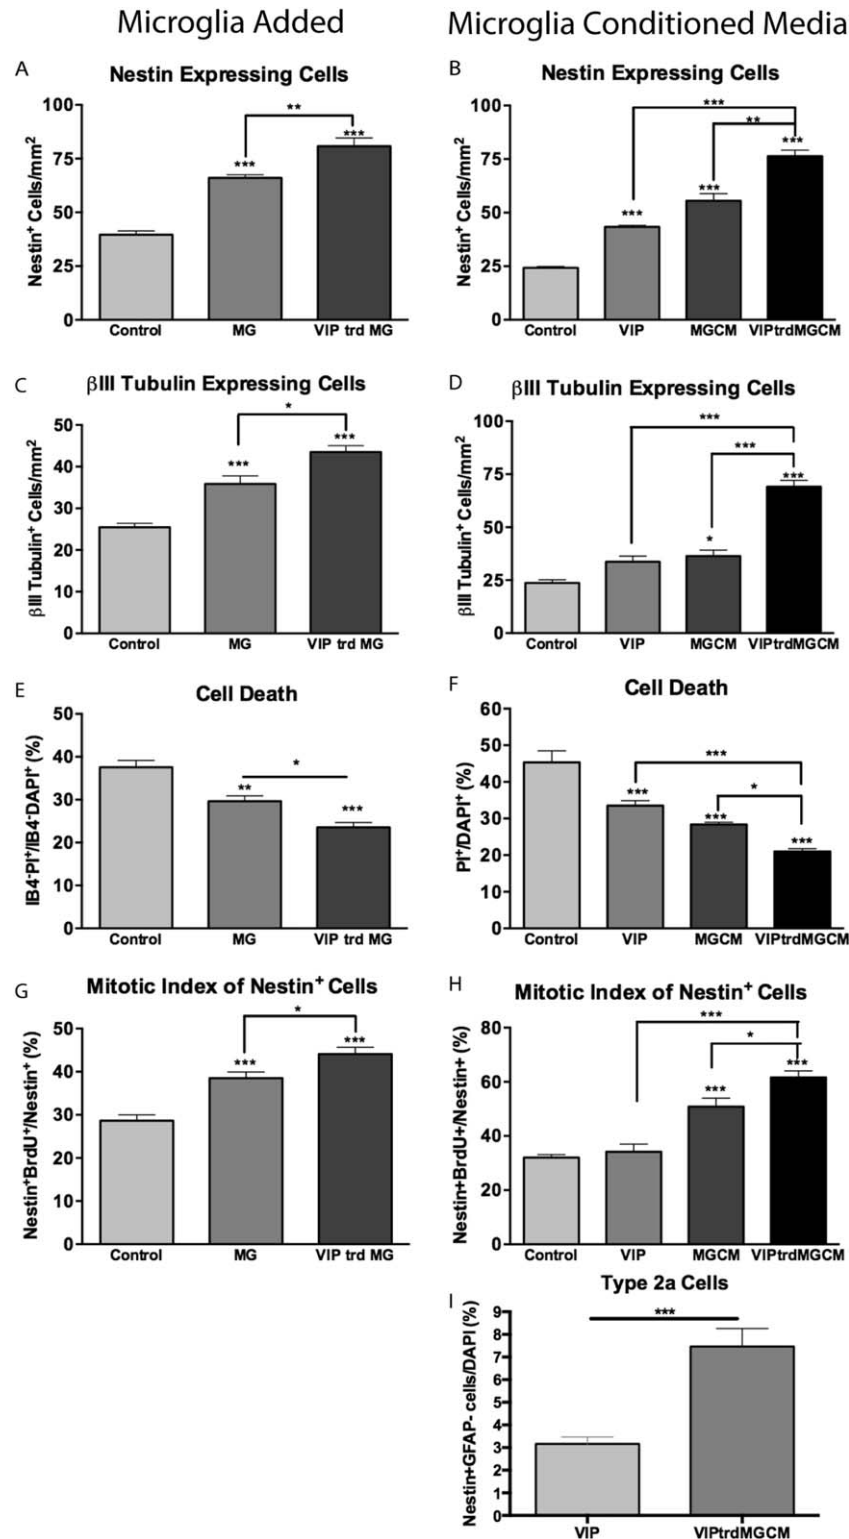 Microglia Added
Microglia Conditioned Media
A
Nestin Expressing Cells
Nestin⁺ Cells/mm²
100
75
50
25
0
**
***
***
Control MG VIP trd MG
B
Nestin Expressing Cells
Nestin⁺ Cells/mm²
100
75
50
25
0
***
**
***
***
***
Control VIP MGCM VIPtrdMGCM
C
βIII Tubulin Expressing Cells
βIII Tubulin⁺ Cells/mm²
50
40
30
20
10
0
*
***
***
Control MG VIP trd MG
D
βIII Tubulin Expressing Cells
βIII Tubulin⁺ Cells/mm²
100
75
50
25
0
***
***
***
*
Control VIP MGCM VIPtrdMGCM
E
Cell Death
IB4⁻PI⁺/IB4⁻DAPI⁺ (%)
50
40
30
20
10
0
*
**
***
Control MG VIP trd MG
F
Cell Death
PI⁺/DAPI⁺ (%)
60
50
40
30
20
10
0
***
*
***
***
***
Control VIP MGCM VIPtrdMGCM
G
Mitotic Index of Nestin⁺ Cells
Nestin⁺BrdU⁺/Nestin⁺ (%)
50
40
30
20
10
0
*
***
***
Control MG VIP trd MG
H
Mitotic Index of Nestin⁺ Cells
Nestin+BrdU+/Nestin+ (%)
80
60
40
20
0
***
*
***
***
Control VIP MGCM VIPtrdMGCM
I
Type 2a Cells
Nestin+GFAP- cells/DAPI (%)
9
8
7
6
5
4
3
2
1
0
***
VIP VIPtrdMGCM